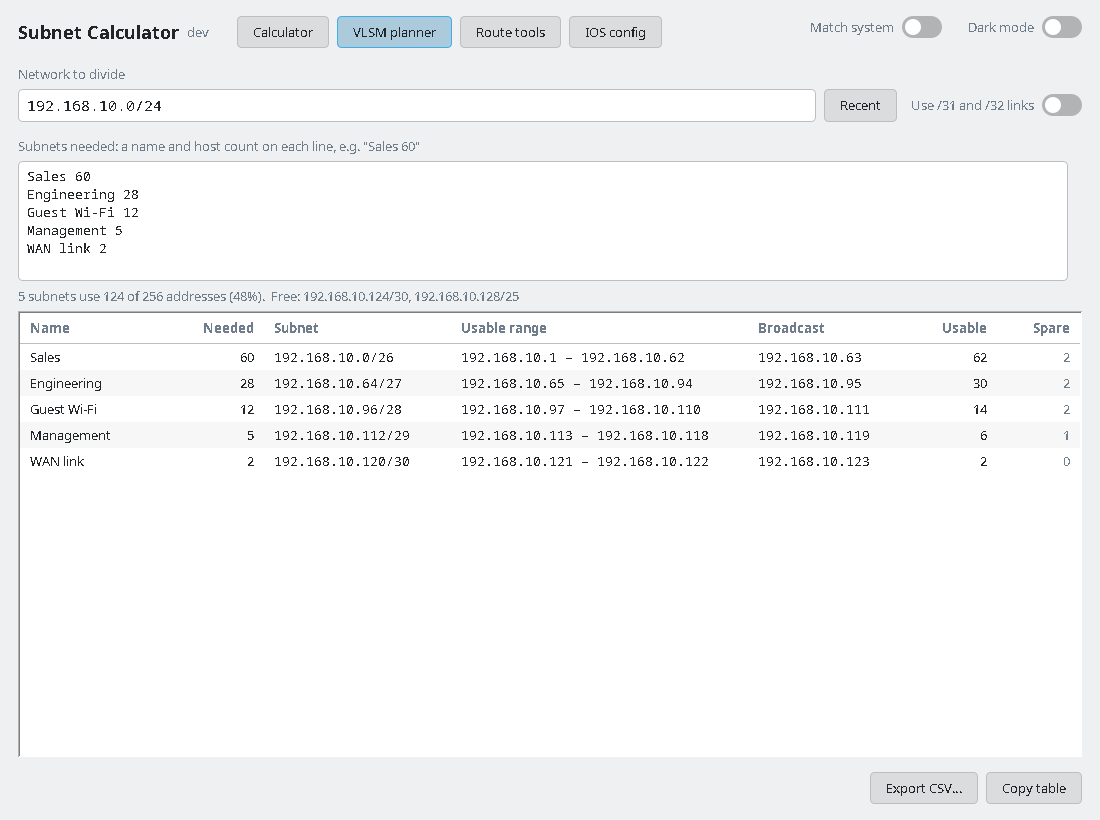 Subnet Calculator dev Calculator VLSM planner Route tools IOS config Match system Dark mode
Network to divide
192.168.10.0/24 Recent Use /31 and /32 links
Subnets needed: a name and host count on each line, e.g. "Sales 60"
Sales 60
Engineering 28
Guest Wi-Fi 12
Management 5
WAN link 2
5 subnets use 124 of 256 addresses (48%). Free: 192.168.10.124/30, 192.168.10.128/25
Name Needed Subnet Usable range Broadcast Usable Spare
Sales 60 192.168.10.0/26 192.168.10.1 – 192.168.10.62 192.168.10.63 62 2
Engineering 28 192.168.10.64/27 192.168.10.65 – 192.168.10.94 192.168.10.95 30 2
Guest Wi-Fi 12 192.168.10.96/28 192.168.10.97 – 192.168.10.110 192.168.10.111 14 2
Management 5 192.168.10.112/29 192.168.10.113 – 192.168.10.118 192.168.10.119 6 1
WAN link 2 192.168.10.120/30 192.168.10.121 – 192.168.10.122 192.168.10.123 2 0
Export CSV... Copy table